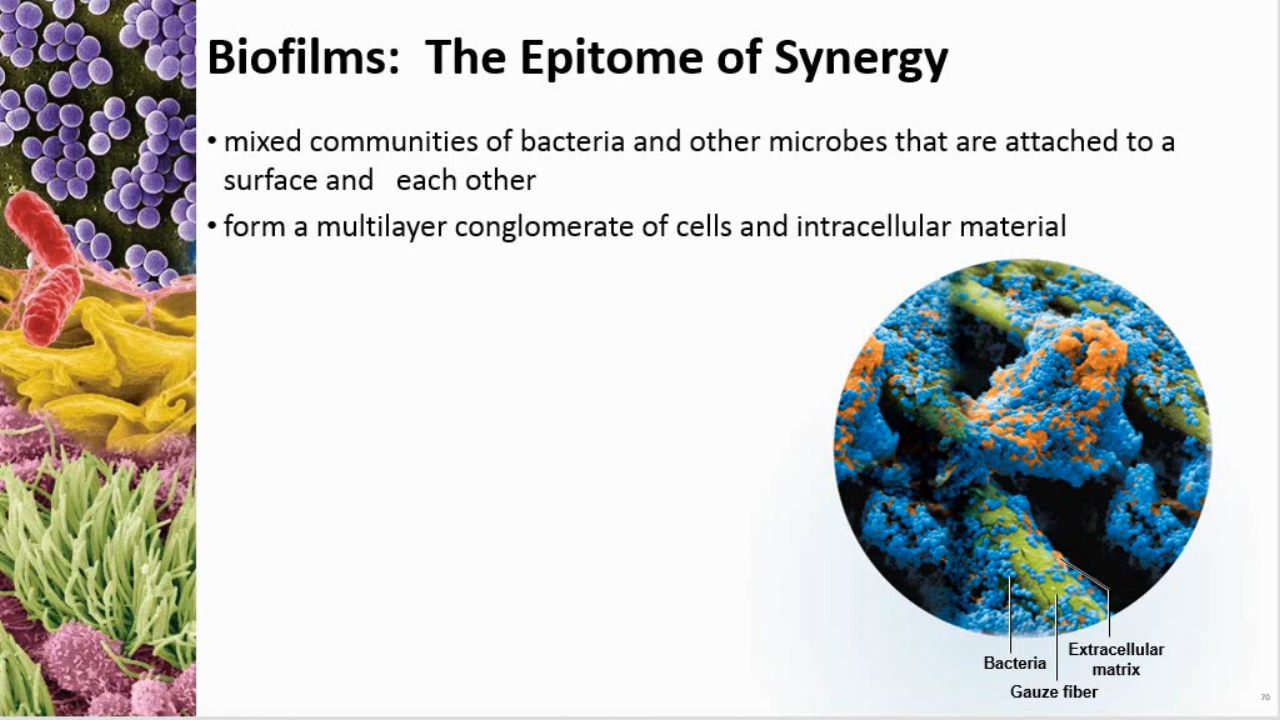 Biofilms:  The Epitome of Synergy
• mixed communities of bacteria and other microbes that are attached to a
surface and   each other
• form a multilayer conglomerate of cells and intracellular material
Bacteria
Extracellular
matrix
Gauze fiber
70